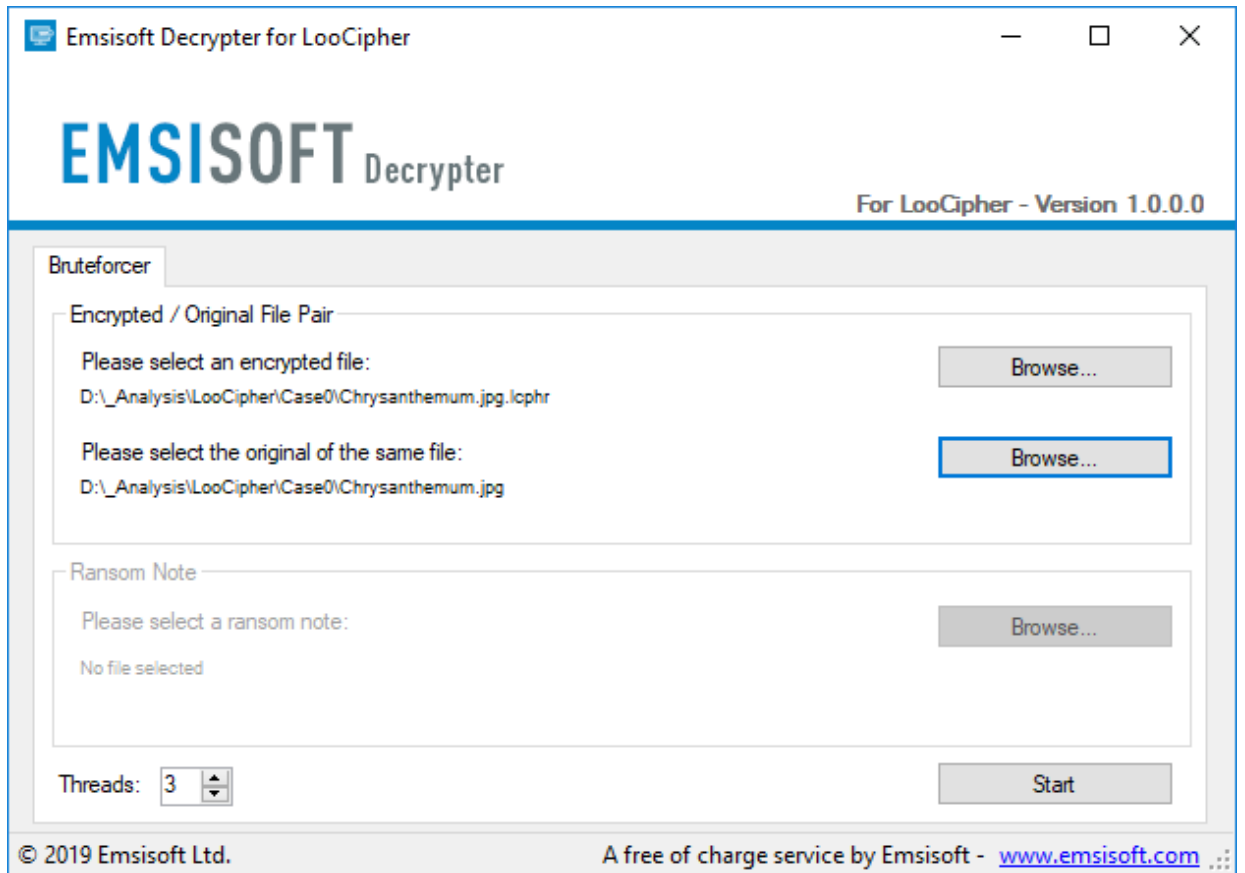 Emsisoft Decrypter for LooCipher
EMSISOFT Decrypter
For LooCipher - Version 1.0.0.0
Bruteforcer
Encrypted / Original File Pair
Please select an encrypted file:
Browse...
D:\_Analysis\LooCipher\Case0\Chrysanthemum.jpg.lcphr
Please select the original of the same file:
Browse...
D:\_Analysis\LooCipher\Case0\Chrysanthemum.jpg
Ransom Note
Please select a ransom note:
Browse...
No file selected
Threads: 3
Start
© 2019 Emsisoft Ltd.
A free of charge service by Emsisoft - www.emsisoft.com